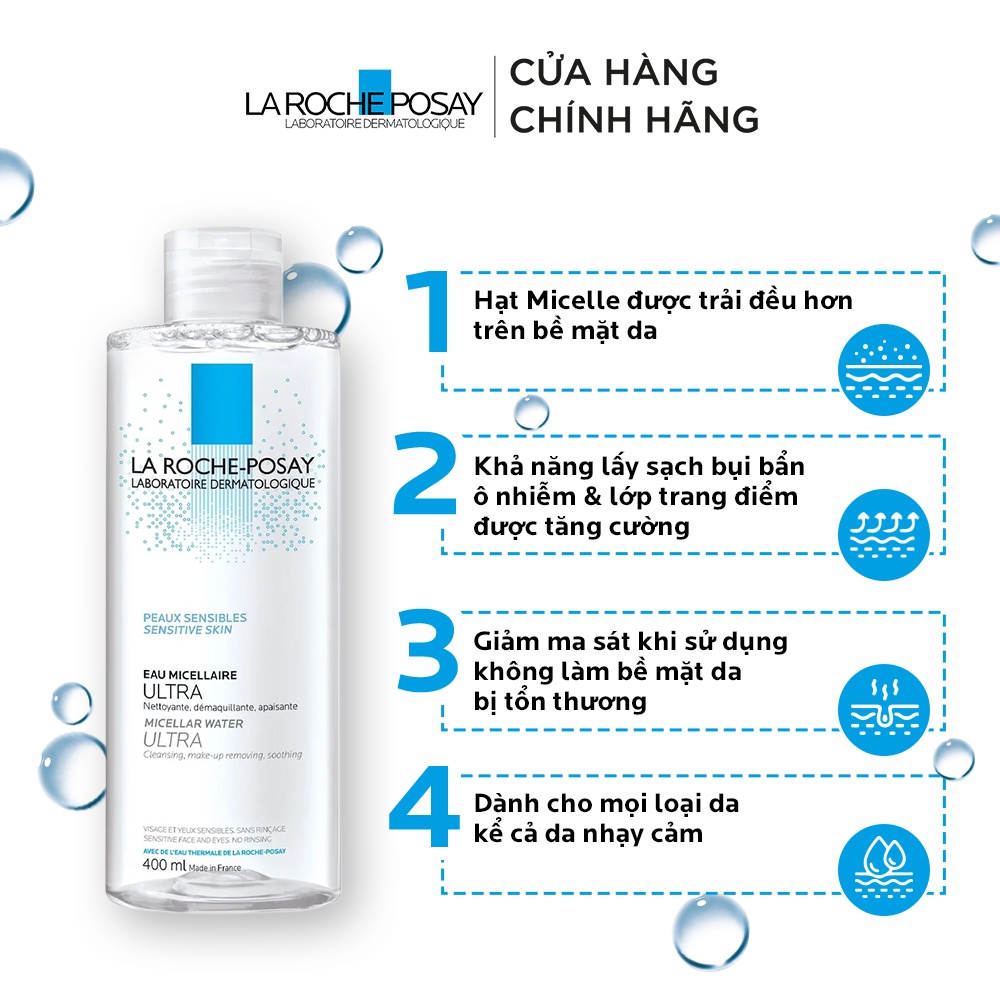 LA ROCHE POSAY
LABORATOIRE DERMATOLOGIQUE
CỬA HÀNG
CHÍNH HÃNG
LA ROCHE-POSAY
LABORATOIRE DERMATOLOGIQUE
PEAUX SENSIBLES
SENSITIVE SKIN
EAU MICELLAIRE
ULTRA
Nettoyante, démaquillante, apaisante
MICELLAR WATER
ULTRA
Cleansing, make-up removing, soothing
VISAGE ET YEUX SENSIBLES. SANS RINÇAGE
SENSITIVE FACE AND EYES. NO RINSING
AVEC DE L'EAU THERMALE DE LA ROCHE-POSAY
400 ml Made in France
1
Hạt Micelle được trải đều hơn
trên bề mặt da
2
Khả năng lấy sạch bụi bẩn
ô nhiễm & lớp trang điểm
được tăng cường
3
Giảm ma sát khi sử dụng
không làm bề mặt da
bị tổn thương
4
Dành cho mọi loại da
kể cả da nhạy cảm